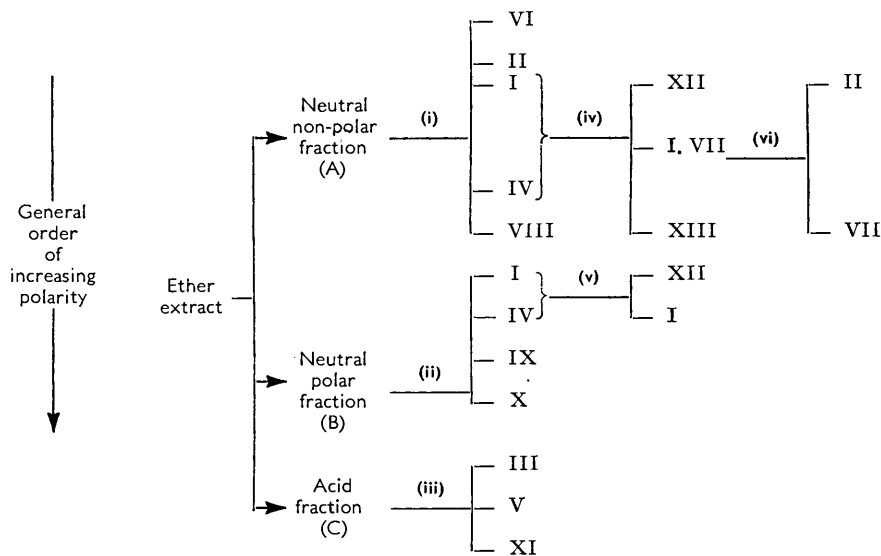 General
order
of
increasing
polarity
Ether
extract
Neutral
non-polar
fraction
(A)
(i)
VI
II
I
IV
VIII
(iv)
XII
I. VII
XIII
(vi)
II
VII
Neutral
polar
fraction
(B)
(ii)
I
IV
IX
X
(v)
XII
I
Acid
fraction
(C)
(iii)
III
V
XI